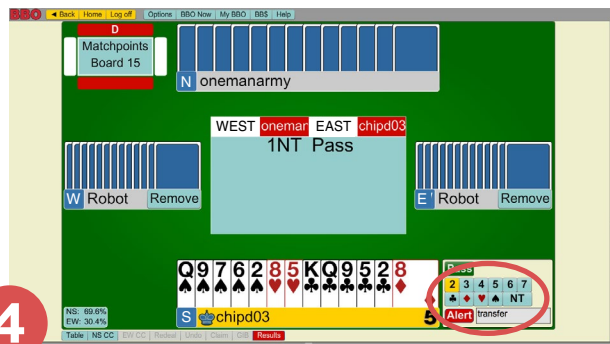 BBO ◄ Back Home Log off Options BBO Now My BBO BB$ Help
D
Matchpoints
Board 15
N onemanarmy
WEST oneman EAST chipd03
1NT Pass
W Robot Remove
E Robot Remove
Q 9 7 6 2 8 5 K Q 9 5 2 8
♠ ♠ ♠ ♠ ♠ ♥ ♥ ♣ ♣ ♣ ♣ ♣ ♦
Pass
2 3 4 5 6 7
♣ ♦ ♥ ♠ NT
Alert transfer
NS: 69.6%
EW: 30.4%
S chipd03 5
4
Table NS CC EW CC Redeal Undo Claim GIB Results